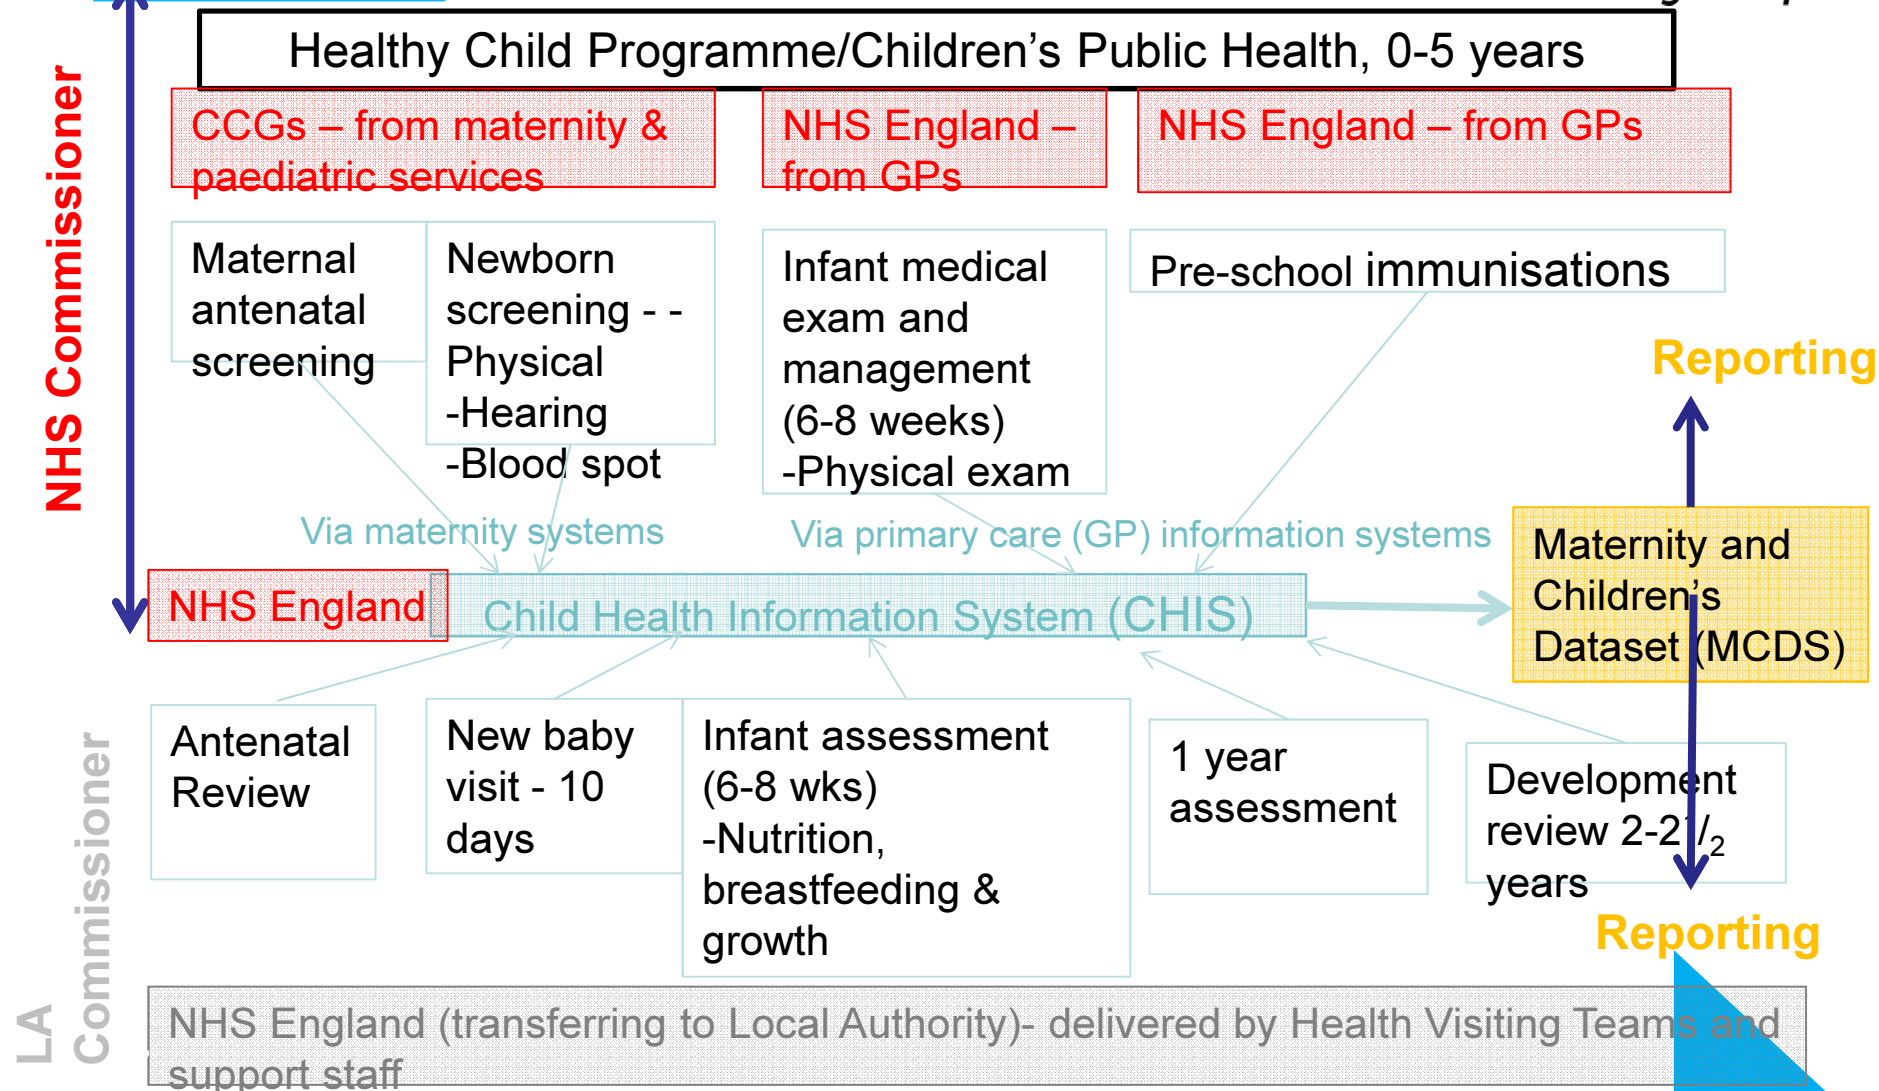 Healthy Child Programme/Children's Public Health, 0-5 years
NHS Commissioner
CCGs – from maternity &
paediatric services
NHS England –
from GPs
NHS England – from GPs
Maternal
antenatal
screening
Newborn
screening - -
Physical
-Hearing
-Blood spot
Infant medical
exam and
management
(6-8 weeks)
-Physical exam
Pre-school immunisations
Reporting
Via maternity systems
Via primary care (GP) information systems
NHS England
Child Health Information System (CHIS)
Maternity and
Children's
Dataset (MCDS)
LA
Commissioner
Antenatal
Review
New baby
visit - 10
days
Infant assessment
(6-8 wks)
-Nutrition,
breastfeeding &
growth
1 year
assessment
Development
review 2-2¹/₂
years
Reporting
NHS England (transferring to Local Authority)- delivered by Health Visiting Teams and
support staff